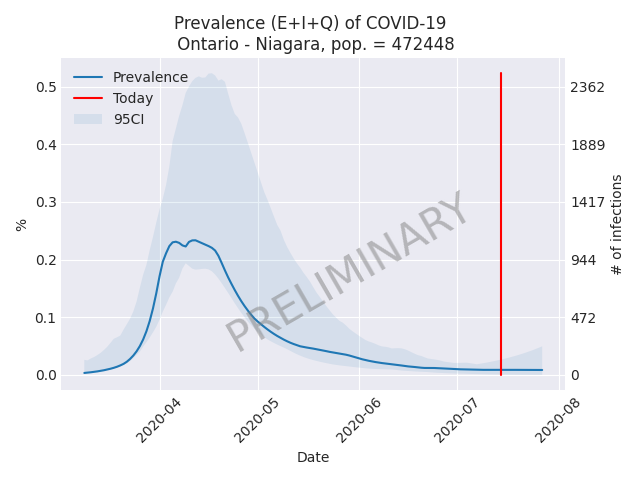 Prevalence (E+I+Q) of COVID-19
Ontario - Niagara, pop. = 472448
Prevalence
Today
95CI
0.5
0.4
0.3
0.2
0.1
0.0
%
2362
1889
1417
944
472
0
# of infections
PRELIMINARY
2020-04
2020-05
2020-06
2020-07
2020-08
Date